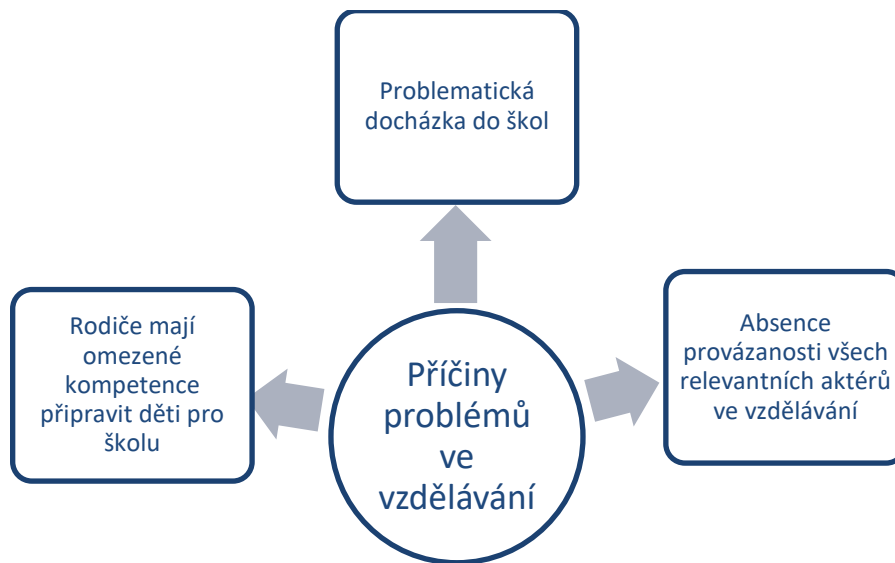 Problematická
docházka do škol
Rodiče mají
omezené
kompetence
připravit děti pro
školu
Příčiny
problémů
ve
vzdělávání
Absence
provázanosti všech
relevantních aktérů
ve vzdělávání